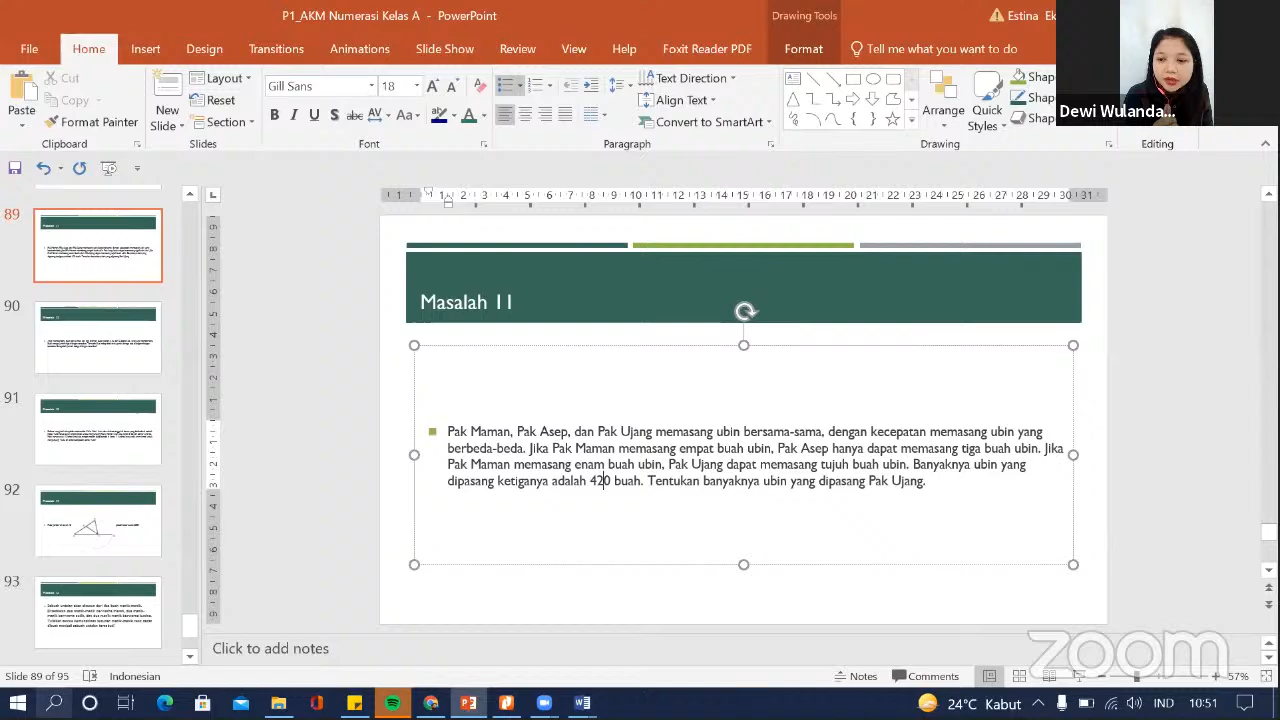 P1_AKM Numerasi Kelas A - PowerPoint
Drawing Tools
Estina Ek
File Home Insert Design Transitions Animations Slide Show Review View Help Foxit Reader PDF Format Tell me what you want to do
Cut
Copy
Format Painter
Paste
Clipboard
New Slide
Layout
Reset
Section
Slides
Gill Sans 18
Font
Text Direction
Align Text
Convert to SmartArt
Paragraph
Arrange
Quick Styles
Shap
Shap
Shap
Drawing
Editing
Dewi Wulanda...
89
90
91
92
93
Masalah 11
Pak Maman, Pak Asep, dan Pak Ujang memasang ubin bersama-sama, dengan kecepatan memasang ubin yang
berbeda-beda. Jika Pak Maman memasang empat buah ubin, Pak Asep hanya dapat memasang tiga buah ubin. Jika
Pak Maman memasang enam buah ubin, Pak Ujang dapat memasang tujuh buah ubin. Banyaknya ubin yang
dipasang ketiganya adalah 420 buah. Tentukan banyaknya ubin yang dipasang Pak Ujang.
Click to add notes
zoom
Slide 89 of 95 Indonesian Notes Comments 57%
24°C Kabut IND 10:51